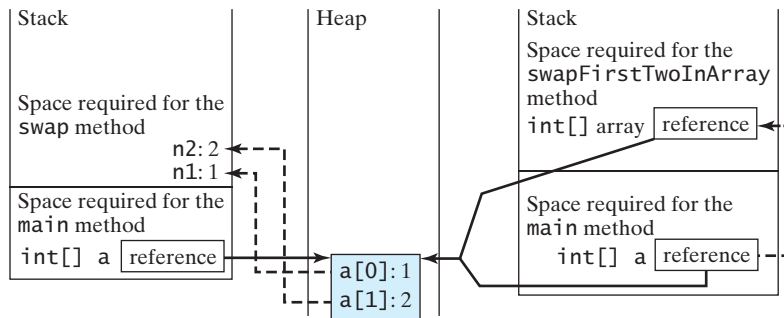 Stack
Space required for the
swap method
n2: 2
n1: 1
Space required for the
main method
int[] a reference
Heap
a[0]: 1
a[1]: 2
Stack
Space required for the
swapFirstTwoInArray
method
int[] array reference
Space required for the
main method
int[] a reference